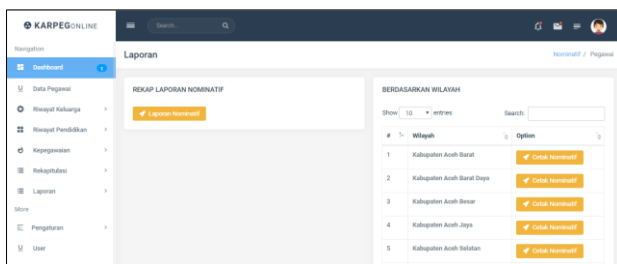 KARPEGONLINE
Search...
Navigation
Dashboard
Data Pegawai
Riwayat Keluarga
Riwayat Pendidikan
Kepegawaian
Rekapitulasi
Laporan
More
Pengaturan
User
Laporan
Nominatif / Pegawai
REKAP LAPORAN NOMINATIF
Laporan Nominatif
BERDASARKAN WILAYAH
Show 10 entries Search:
# Wilayah Option
1 Kabupaten Aceh Barat Cetak Nominatif
2 Kabupaten Aceh Barat Daya Cetak Nominatif
3 Kabupaten Aceh Besar Cetak Nominatif
4 Kabupaten Aceh Jaya Cetak Nominatif
5 Kabupaten Aceh Selatan Cetak Nominatif